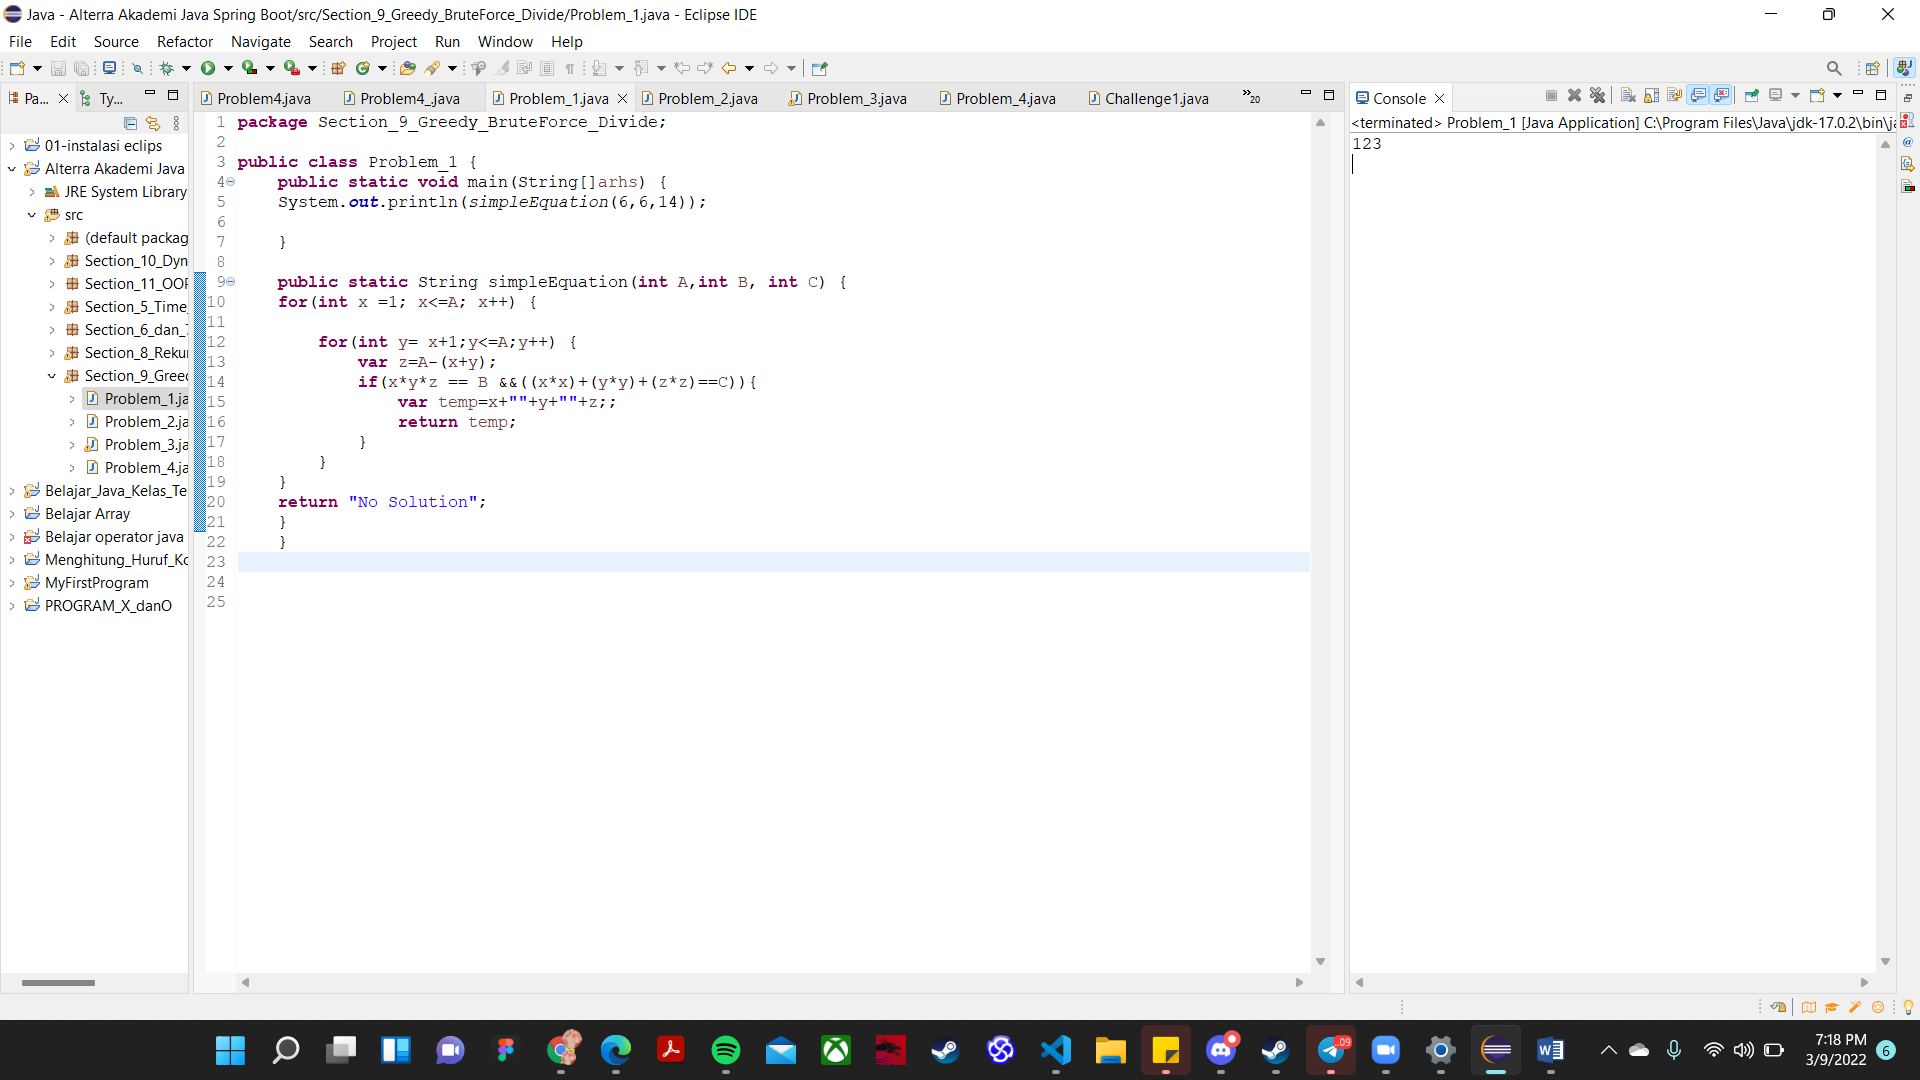 Java - Alterra Akademi Java Spring Boot/src/Section_9_Greedy_BruteForce_Divide/Problem_1.java - Eclipse IDE
File Edit Source Refactor Navigate Search Project Run Window Help
Pa... Ty...
Problem4.java Problem4_.java Problem_1.java Problem_2.java Problem_3.java Problem_4.java Challenge1.java »20
Console
<terminated> Problem_1 [Java Application] C:\Program Files\Java\jdk-17.0.2\bin\ja
123
01-instalasi eclips
Alterra Akademi Java
JRE System Library
src
(default packag
Section_10_Dyn
Section_11_OOP
Section_5_Time_
Section_6_dan_7
Section_8_Rekur
Section_9_Greed
Problem_1.ja
Problem_2.ja
Problem_3.ja
Problem_4.ja
Belajar_Java_Kelas_Te
Belajar Array
Belajar operator java
Menghitung_Huruf_Ko
MyFirstProgram
PROGRAM_X_danO
1 package Section_9_Greedy_BruteForce_Divide;
2
3 public class Problem_1 {
4 public static void main(String[]arhs) {
5 System.out.println(simpleEquation(6,6,14));
6
7 }
8
9 public static String simpleEquation(int A,int B, int C) {
10 for(int x =1; x<=A; x++) {
11
12 for(int y= x+1;y<=A;y++) {
13 var z=A-(x+y);
14 if(x*y*z == B &&((x*x)+(y*y)+(z*z)==C)){
15 var temp=x+""+y+""+z;;
16 return temp;
17 }
18 }
19 }
20 return "No Solution";
21 }
22 }
23
24
25
.09
7:18 PM
3/9/2022
6